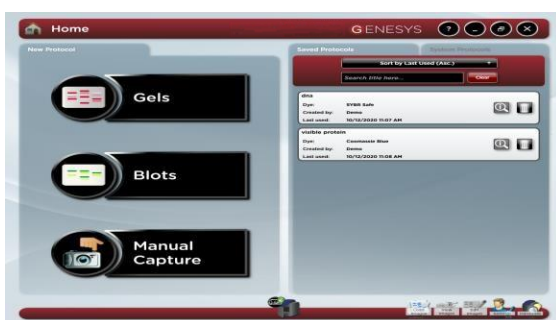 Home
GENESYS
New Protocol
Saved Protocols
System Protocols
Sort by Last Used (Asc.)
Search title here...
Clear
Gels
Blots
Manual
Capture
dna
Dye: SYBR Safe
Created by: Demo
Last used: 10/12/2020 11:07 AM
visible protein
Dye: Coomassie Blue
Created by: Demo
Last used: 10/12/2020 11:08 AM